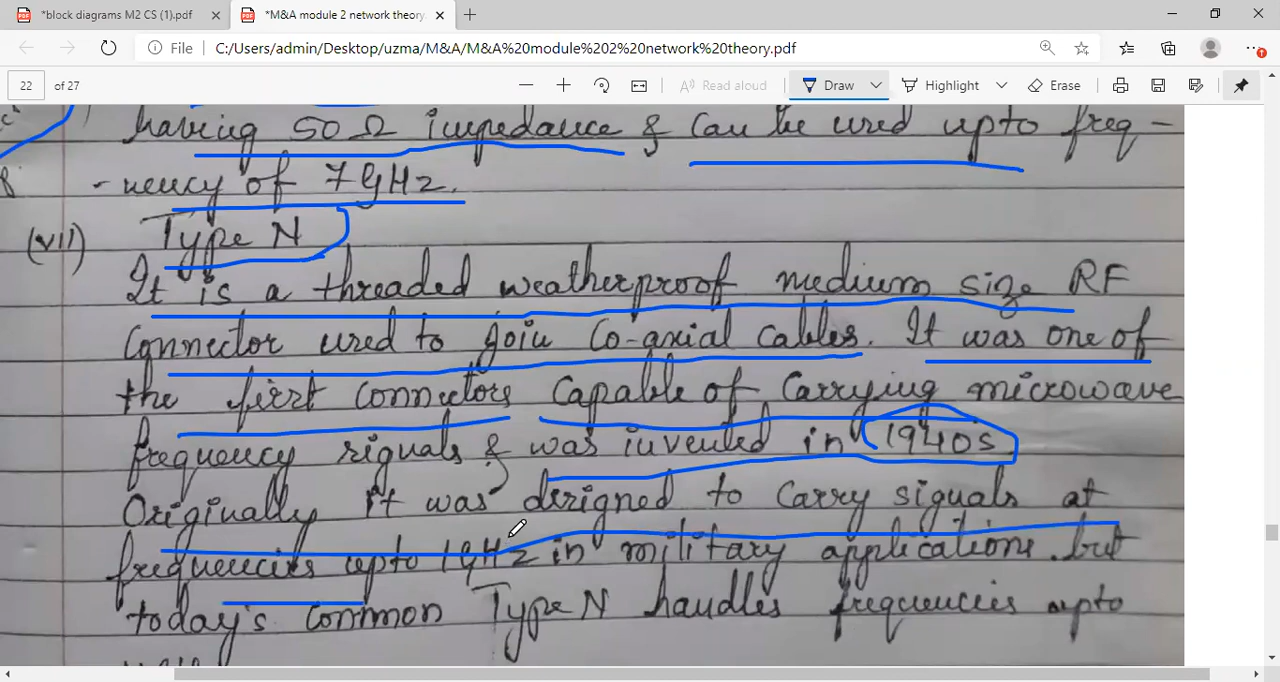 *block diagrams M2 CS (1).pdf
*M&A module 2 network theory.
File C:/Users/admin/Desktop/uzma/M&A/M&A%20module%202%20network%20theory.pdf
22 of 27 Read aloud Draw Highlight Erase
having 50Ω impedance & can be used upto freq-
-uency of 7GHz.
(vii) Type N
It is a threaded weatherproof medium size RF
Connector used to join Co-axial cables. It was one of
the first connectors Capable of Carrying microwave
frequency signals & was invented in 1940s
Originally it was designed to carry signals at
frequencies upto 1GHz in military applications but
today's common Type N handles frequencies upto